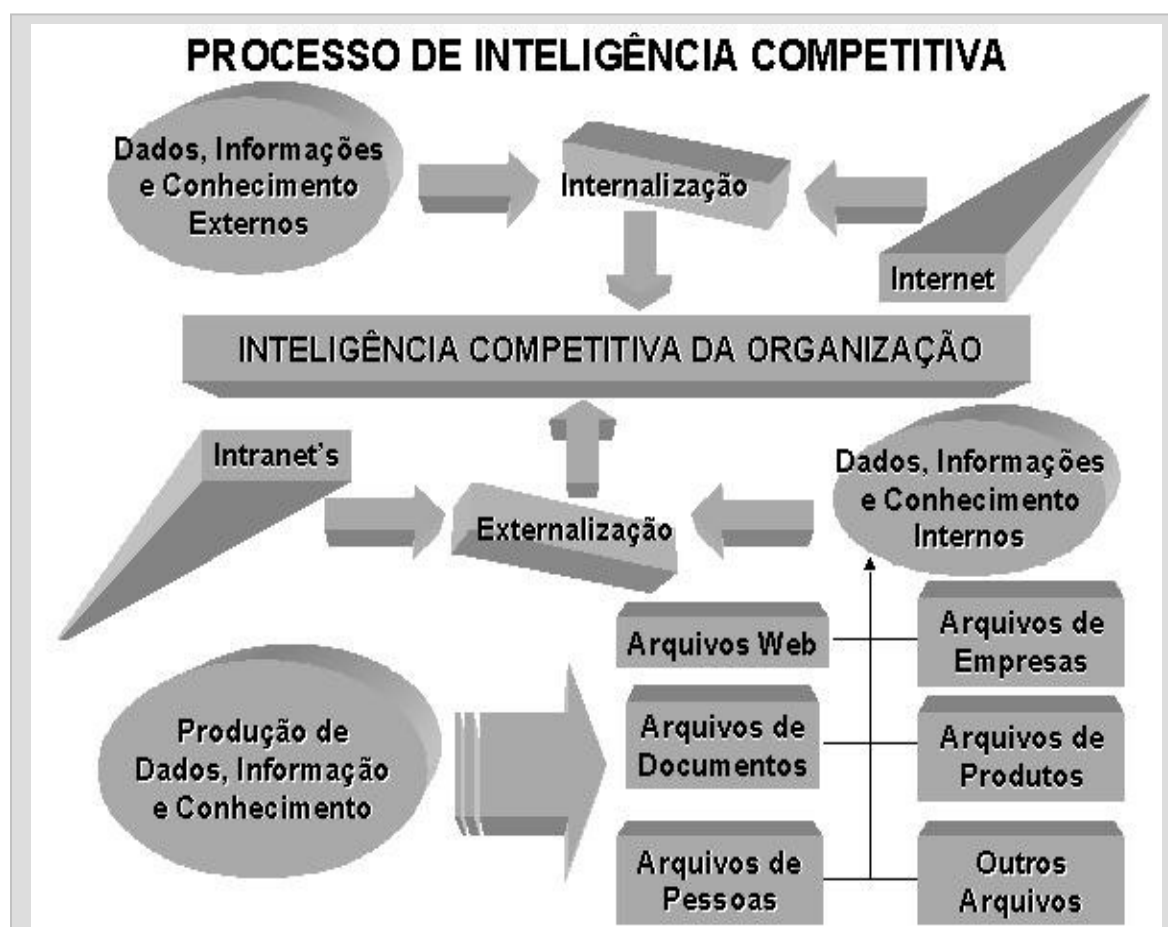 PROCESSO DE INTELIGÊNCIA COMPETITIVA
Dados, Informações
e Conhecimento
Externos
Internalização
Internet
INTELIGÊNCIA COMPETITIVA DA ORGANIZAÇÃO
Intranet's
Externalização
Dados, Informações
e Conhecimento
Internos
Produção de
Dados, Informação
e Conhecimento
Arquivos Web
Arquivos de
Empresas
Arquivos de
Documentos
Arquivos de
Produtos
Arquivos de
Pessoas
Outros
Arquivos